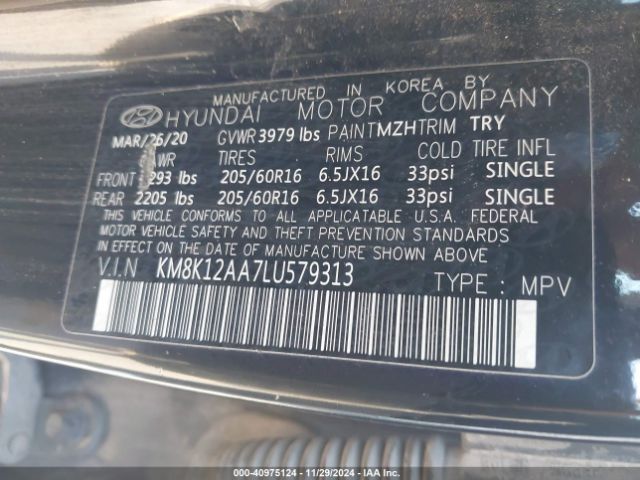 MANUFACTURED IN KOREA BY
HYUNDAI MOTOR COMPANY
MAR/26/20 GVWR 3979 lbs PAINT MZH TRIM TRY
TIRES RIMS COLD TIRE INFL
FRONT 293 lbs 205/60R16 6.5JX16 33psi SINGLE
REAR 2205 lbs 205/60R16 6.5JX16 33psi SINGLE
THIS VEHICLE CONFORMS TO ALL APPLICATABLE U.S.A. FEDERAL
MOTOR VEHICLE SAFETY AND THEFT PREVENTION STANDARDS
IN EFFECT ON THE DATE OF MANUFACTURE SHOWN ABOVE.
V.I.N KM8K12AA7LU579313 TYPE : MPV
000-40975124 | 11/29/2024 | IAA Inc.